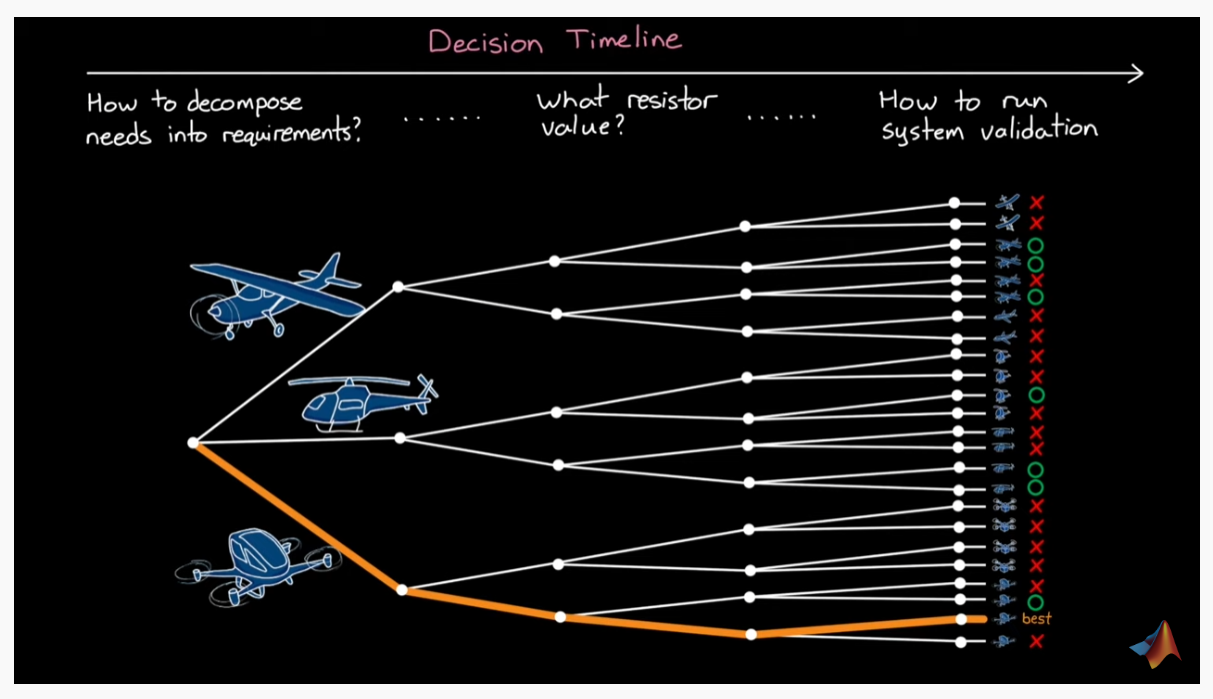 Decision Timeline
How to decompose
needs into requirements?
......
What resistor
value?
......
How to run
system validation
best